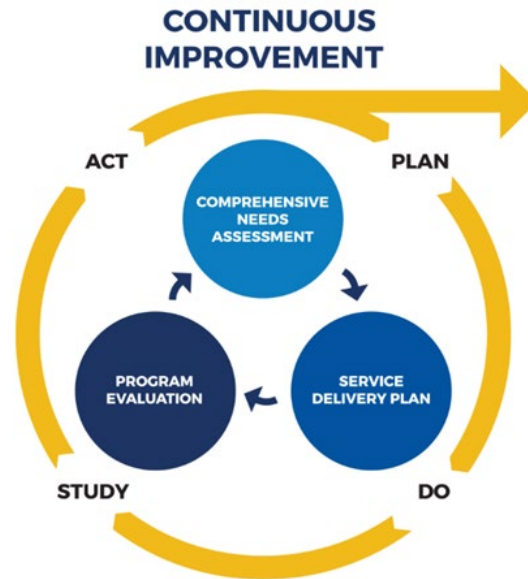 CONTINUOUS
IMPROVEMENT
ACT
PLAN
COMPREHENSIVE
NEEDS
ASSESSMENT
PROGRAM
EVALUATION
SERVICE
DELIVERY PLAN
STUDY
DO